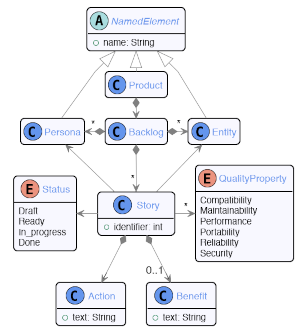 A NamedElement
name: String
C Product
C Persona
*
C Backlog
*
C Entity
*
E Status
Draft
Ready
In_progress
Done
C Story
identifier: int
*
E QualityProperty
Compatibility
Maintainability
Performance
Portability
Reliability
Security
0..1
C Action
text: String
C Benefit
text: String